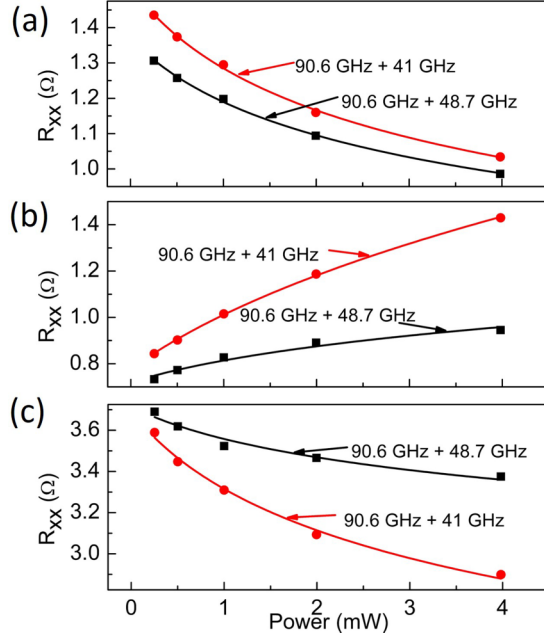 (a)
1.4
1.3
1.2
1.1
1.0
Rxx (Ω)
90.6 GHz + 41 GHz
90.6 GHz + 48.7 GHz
(b)
1.4
1.2
1.0
0.8
Rxx (Ω)
90.6 GHz + 41 GHz
90.6 GHz + 48.7 GHz
(c)
3.6
3.4
3.2
3.0
Rxx (Ω)
90.6 GHz + 48.7 GHz
90.6 GHz + 41 GHz
0 1 2 3 4
Power (mW)